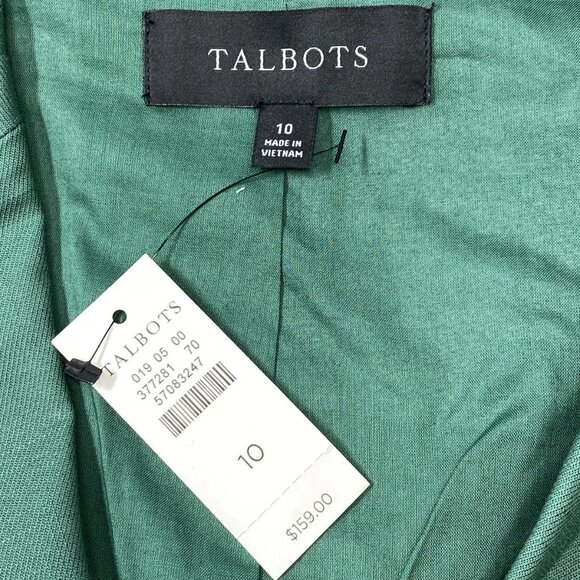 TALBOTS
10
MADE IN
VIETNAM
TALBOTS
019 05 00
377281 70
57083247
10
$159.00